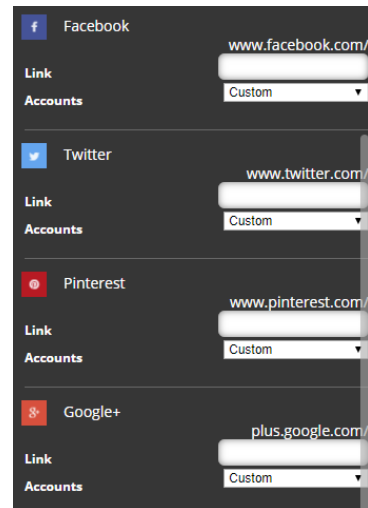 Facebook
www.facebook.com/
Link
Accounts Custom
Twitter
www.twitter.com/
Link
Accounts Custom
Pinterest
www.pinterest.com/
Link
Accounts Custom
Google+
plus.google.com/
Link
Accounts Custom